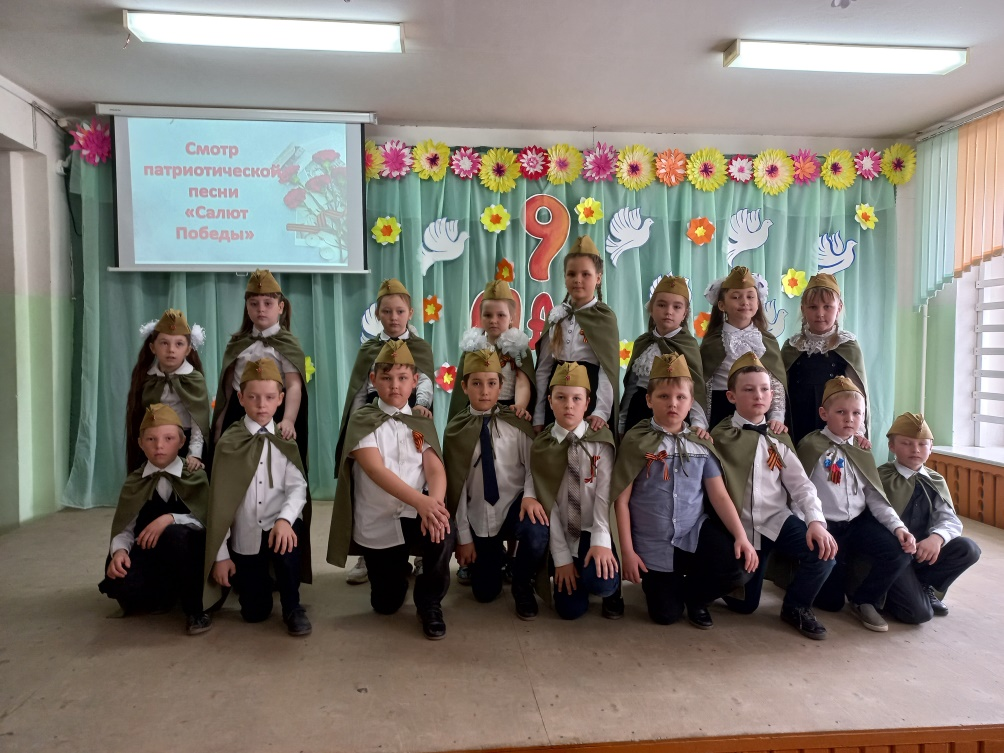 Смотр
патриотической
песни
«Салют
Победы»
9